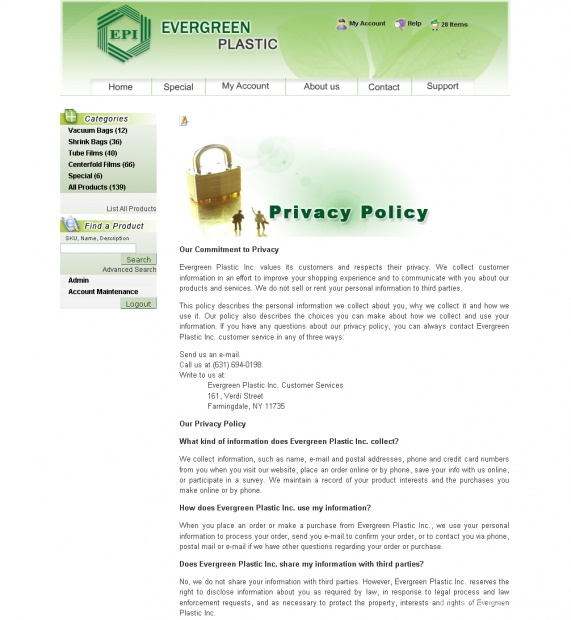 EPI
EVERGREEN
PLASTIC
My Account Help 28 Items
Home Special My Account About us Contact Support
Categories
Vacuum Bags (12)
Shrink Bags (36)
Tube Films (40)
Centerfold Films (66)
Special (6)
All Products (139)
List All Products
Find a Product
SKU, Name, Description
Search
Advanced Search
Admin
Account Maintenance
Logout
Privacy Policy
Our Commitment to Privacy
Evergreen Plastic Inc. values its customers and respects their privacy. We collect customer
information in an effort to improve your shopping experience and to communicate with you about our
products and services. We do not sell or rent your personal information to third parties.
This policy describes the personal information we collect about you, why we collect it and how we
use it. Our policy also describes the choices you can make about how we collect and use your
information. If you have any questions about our privacy policy, you can always contact Evergreen
Plastic Inc. customer service in any of three ways:
Send us an e-mail.
Call us at (631) 694-0198.
Write to us at:
Evergreen Plastic Inc. Customer Services
161, Verdi Street
Farmingdale, NY 11735
Our Privacy Policy
What kind of information does Evergreen Plastic Inc. collect?
We collect information, such as name, e-mail and postal addresses, phone and credit card numbers
from you when you visit our website, place an order online or by phone, save your info with us online,
or participate in a survey. We maintain a record of your product interests and the purchases you
make online or by phone.
How does Evergreen Plastic Inc. use my information?
When you place an order or make a purchase from Evergreen Plastic Inc., we use your personal
information to process your order, send you e-mail to confirm your order, or to contact you via phone,
postal mail or e-mail if we have other questions regarding your order or purchase.
Does Evergreen Plastic Inc. share my information with third parties?
No, we do not share your information with third parties. However, Evergreen Plastic Inc. reserves the
right to disclose information about you as required by law, in response to legal process and law
enforcement requests, and as necessary to protect the property, interests and rights of Evergreen
Plastic Inc.